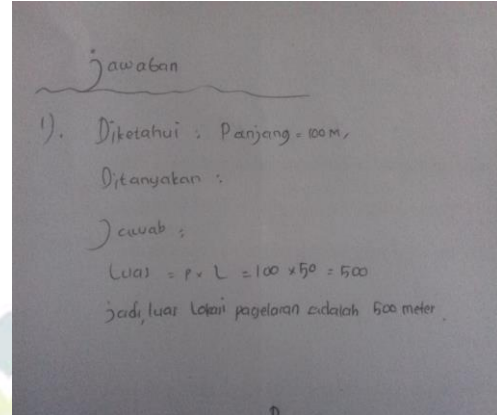 jawaban
1). Diketahui : Panjang = 100 M,
Ditanyakan :
Jawab :
Luas = P x L = 100 x 50 = 500
jadi, luas Lokasi pagelaran adalah 500 meter.